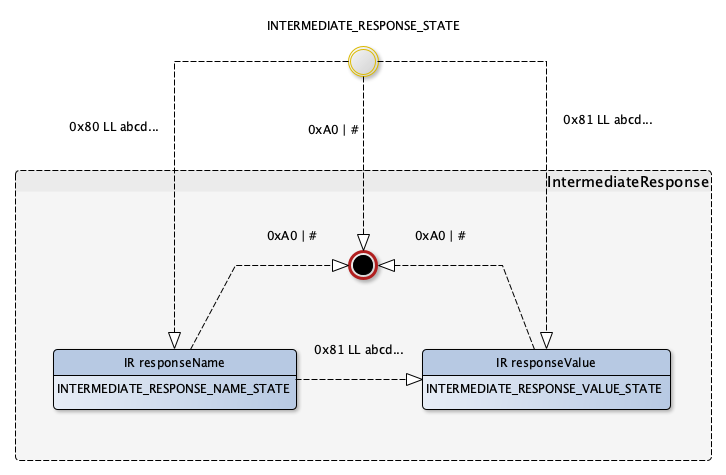 INTERMEDIATE_RESPONSE_STATE
0x80 LL abcd...
0xA0 | #
0x81 LL abcd...
IntermediateResponse
0xA0 | #
0xA0 | #
0x81 LL abcd...
IR responseName
INTERMEDIATE_RESPONSE_NAME_STATE
IR responseValue
INTERMEDIATE_RESPONSE_VALUE_STATE